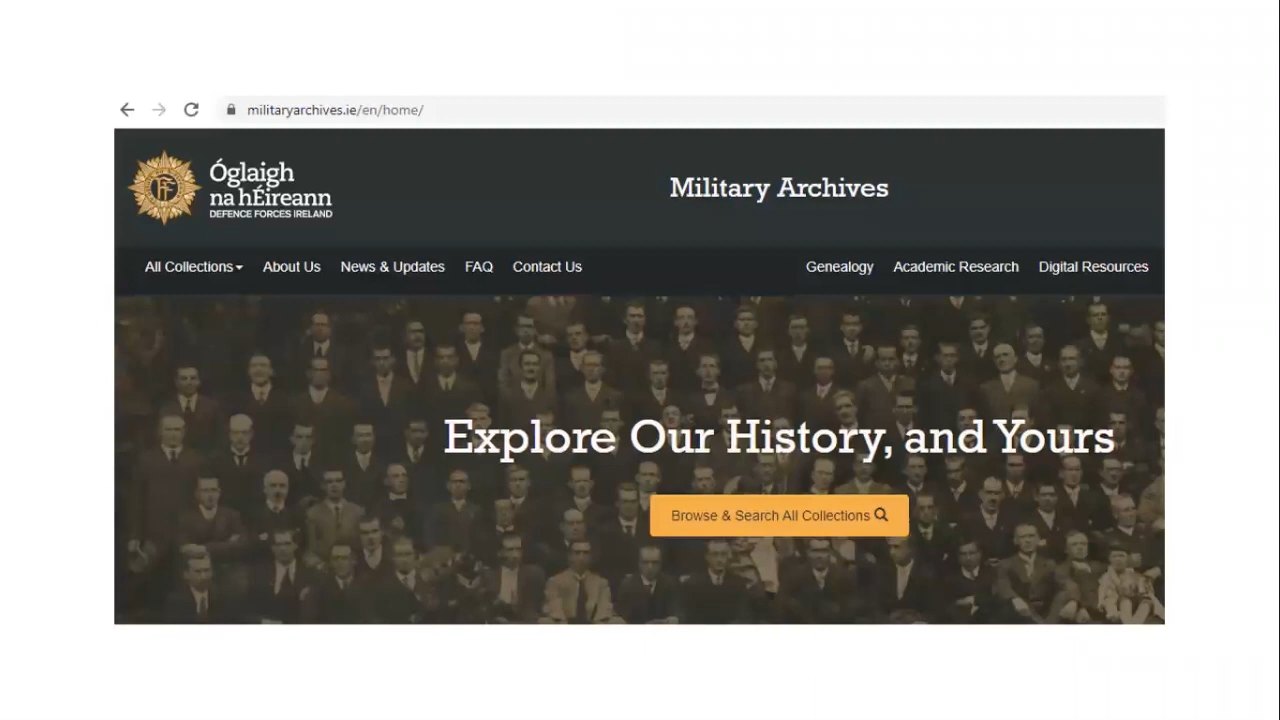 militaryarchives.ie/en/home/
Óglaigh
na hÉireann
DEFENCE FORCES IRELAND
Military Archives
All Collections About Us News & Updates FAQ Contact Us Genealogy Academic Research Digital Resources
Explore Our History, and Yours
Browse & Search All Collections